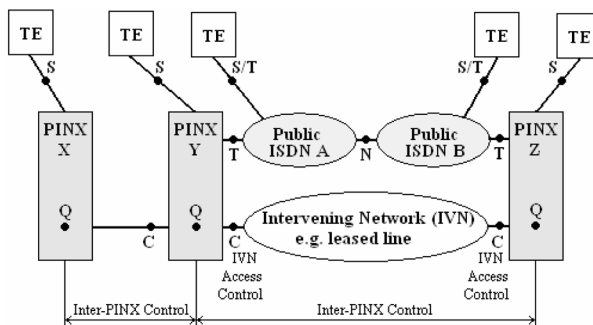 TE
TE
TE
TE
TE
S
S
S/T
S/T
S
PINX
X
PINX
Y
Public
ISDN A
Public
ISDN B
PINX
Z
T
N
T
Q
Q
Q
Intervening Network (IVN)
e.g. leased line
C
C
C
IVN
Access
Control
IVN
Access
Control
Inter-PINX Control
Inter-PINX Control